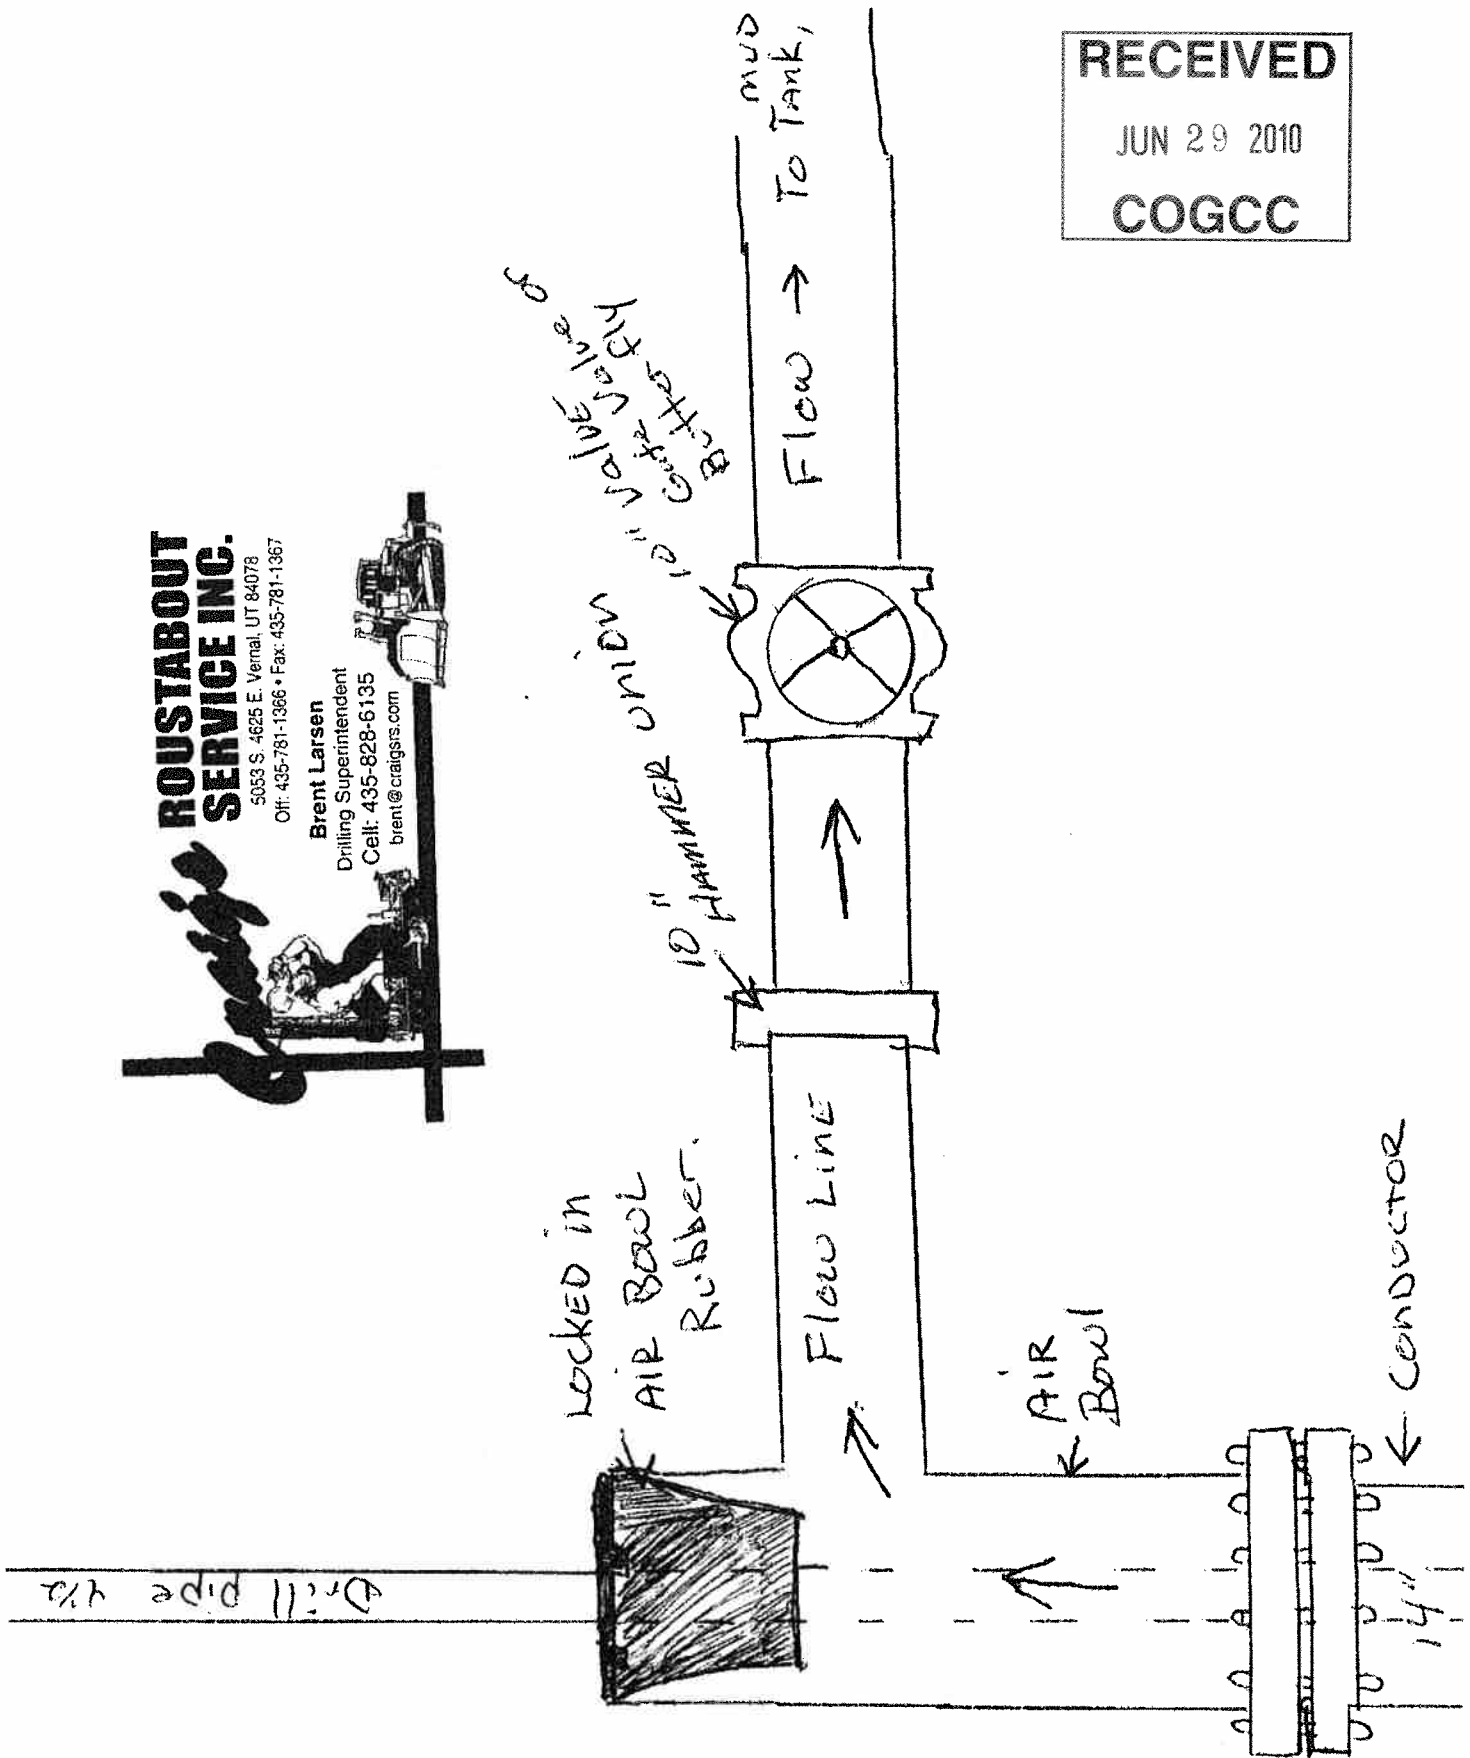 RECEIVED
JUN 29 2010
COGCC
ROUSTABOUT
SERVICE INC.
5053 S. 4625 E. Vernal, UT 84078
Off: 435-781-1366 • Fax: 435-781-1367
Brent Larsen
Drilling Superintendent
Cell: 435-828-6135
brent@craigsrs.com
Drill pipe 4 1/2
LOCKED in
AIR BOWL
Rubber.
10"
HAMMER UNION
10" VALVE
Gate valve &
Butterfly
Flow Line
Flow → To Tank,
MUD
AIR
Bowl
14"
← CONDUCTOR